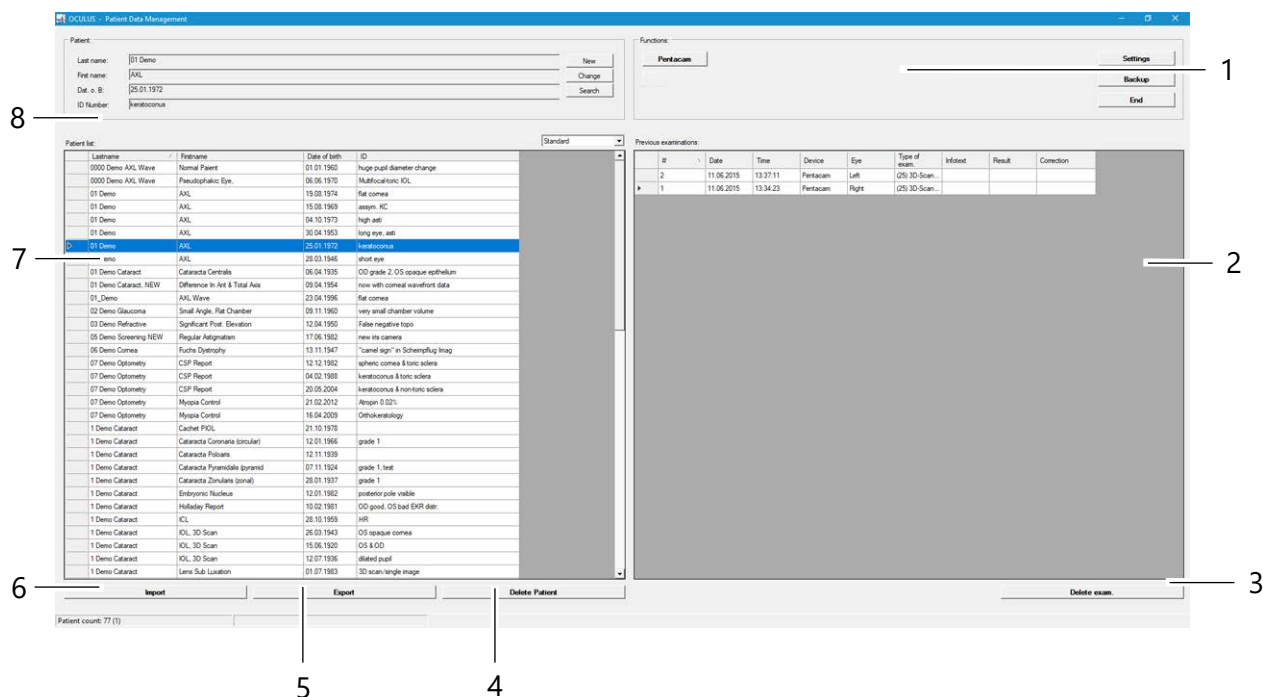 OCULUS - Patient Data Management
Patient:
Last name: 01 Demo New
First name: AXL Change
Dat. o. B: 25.01.1972 Search
ID Number: keratoconus
Functions:
Pentacam Settings
Backup
End
1
8
Patient list: Standard
Lastname Firstname Date of birth ID
0000 Demo AXL Wave Normal Paient 01.01.1960 huge pupil diameter change
0000 Demo AXL Wave Pseudophakic Eye, Multifocal-toric IOL 06.06.1970
01 Demo AXL 19.08.1974 flat cornea
01 Demo AXL 15.08.1969 assym. KC
01 Demo AXL 04.10.1973 high asti
01 Demo AXL 30.04.1953 long eye, asti
01 Demo AXL 25.01.1972 keratoconus
emo AXL 28.03.1946 short eye
01 Demo Cataract Cataracta Centralis 06.04.1935 OD grade 2, OS opaque epithelium
01 Demo Cataract, NEW Difference In Ant & Total Axis 09.04.1954 now with corneal wavefront data
01_Demo AXL Wave 23.04.1996 flat cornea
02 Demo Glaucoma Small Angle, Flat Chamber 09.11.1960 very small chamber volume
03 Demo Refractive Significant Post. Elevation 12.04.1950 False negative topo
05 Demo Screening NEW Regular Astigmatism 17.06.1982 new iris camera
06 Demo Cornea Fuchs Dystrophy 13.11.1947 "camel sign" in Scheimpflug Imag
07 Demo Optometry CSP Report 12.12.1982 spheric cornea & toric sclera
07 Demo Optometry CSP Report 04.02.1988 keratoconus & toric sclera
07 Demo Optometry CSP Report 20.05.2004 keratoconus & non-toric sclera
07 Demo Optometry Myopia Control 21.02.2012 Atropin 0.02%
07 Demo Optometry Myopia Control 16.04.2009 Orthokeratology
1 Demo Cataract Cachet PIOL 21.10.1978
1 Demo Cataract Cataracta Coronaria (circular) 12.01.1966 grade 1
1 Demo Cataract Cataracta Poloaris 12.11.1939
1 Demo Cataract Cataracta Pyramidalis (pyramid 07.11.1924 grade 1, test
1 Demo Cataract Cataracta Zonularis (zonal) 28.01.1937 grade 1
1 Demo Cataract Embryonic Nucleus 12.01.1982 posterior pole visible
1 Demo Cataract Holladay Report 10.02.1981 OD good, OS bad EKR distr.
1 Demo Cataract ICL 28.10.1955 HR
1 Demo Cataract IOL, 3D Scan 26.03.1943 OS opaque cornea
1 Demo Cataract IOL, 3D Scan 15.06.1920 OS & OD
1 Demo Cataract IOL, 3D Scan 12.07.1936 dilated pupil
1 Demo Cataract Lens Sub Luxation 01.07.1983 3D scan/single image
7
Previous examinations:
# Date Time Device Eye Type of exam. Infotext Result Correction
2 11.06.2015 13:37:11 Pentacam Left (25) 3D-Scan...
1 11.06.2015 13:34:23 Pentacam Right (25) 3D-Scan...
2
3
6
Import Export Delete Patient Delete exam.
Patient count: 77 (1)
5
4